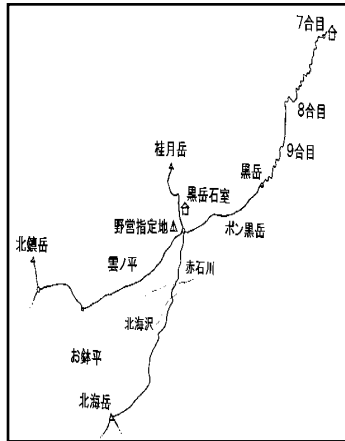 7合目
8合目
9合目
桂月岳
黒岳
黒岳石室
野営指定地
ポン黒岳
北鎮岳
雲ノ平
赤石川
北海沢
お鉢平
北海岳